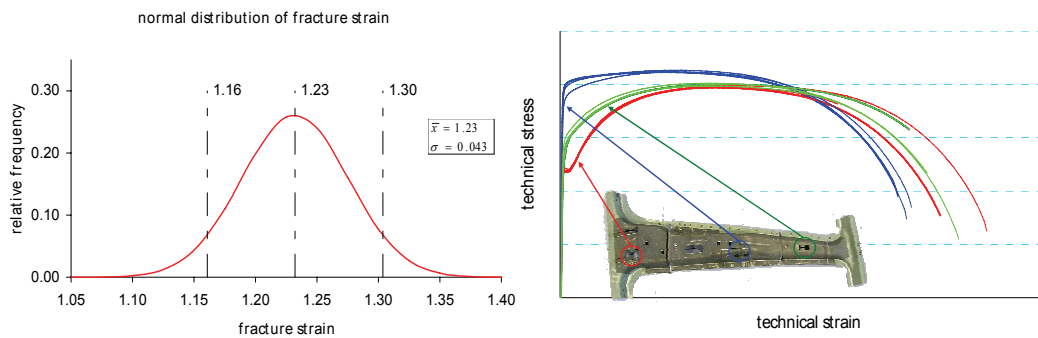 normal distribution of fracture strain
relative frequency
0.30
0.20
0.10
0.00
1.16
1.23
1.30
x̅ = 1.23
σ = 0.043
1.05
1.10
1.15
1.20
1.25
1.30
1.35
1.40
fracture strain
technical stress
technical strain